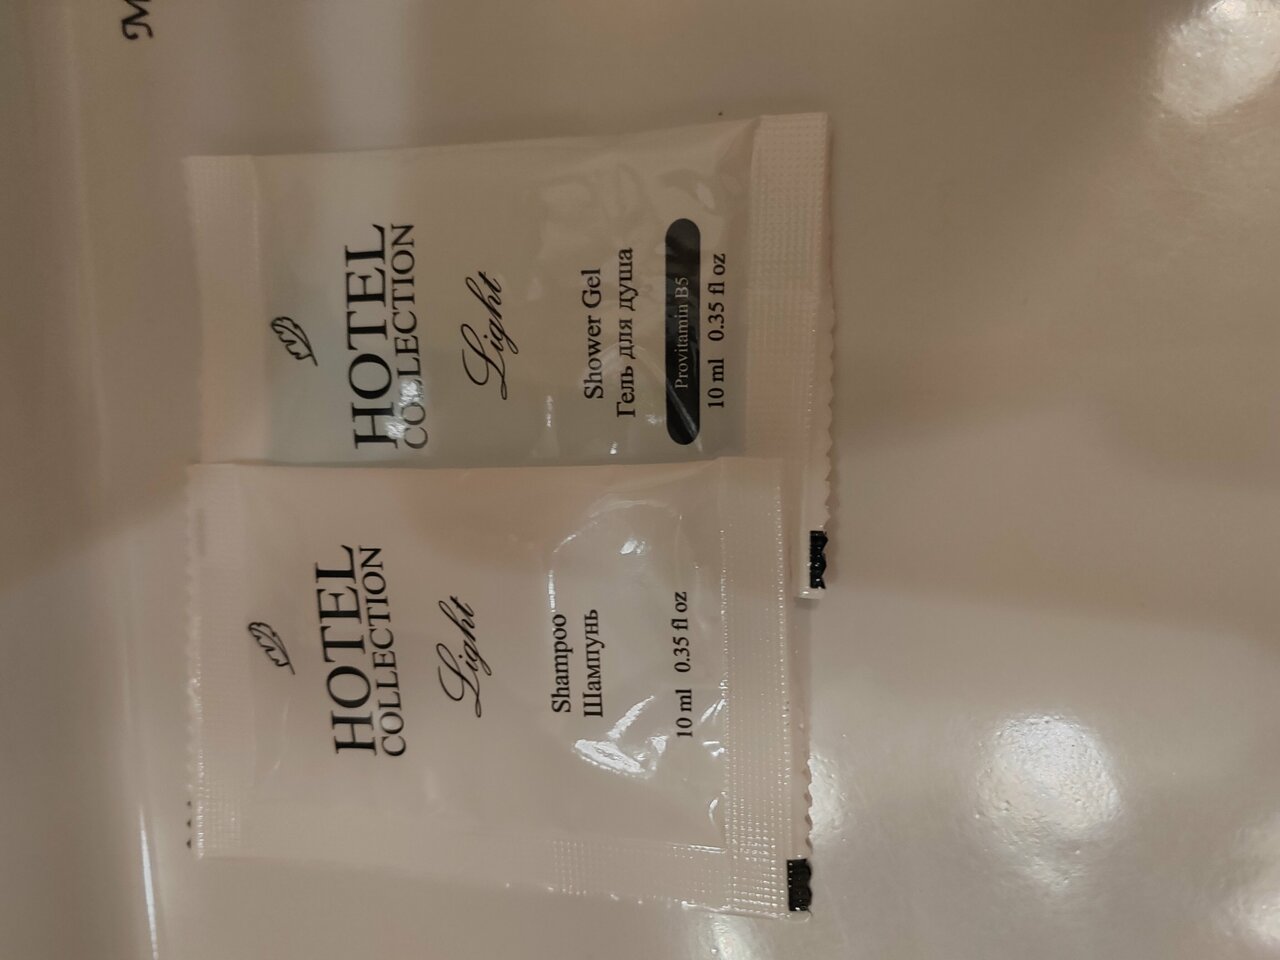 HOTEL
COLLECTION
Light
Shampoo
Шампунь
10 ml 0.35 fl oz
HOTEL
COLLECTION
Light
Shower Gel
Гель для душа
Provitamin B5
10 ml 0.35 fl oz